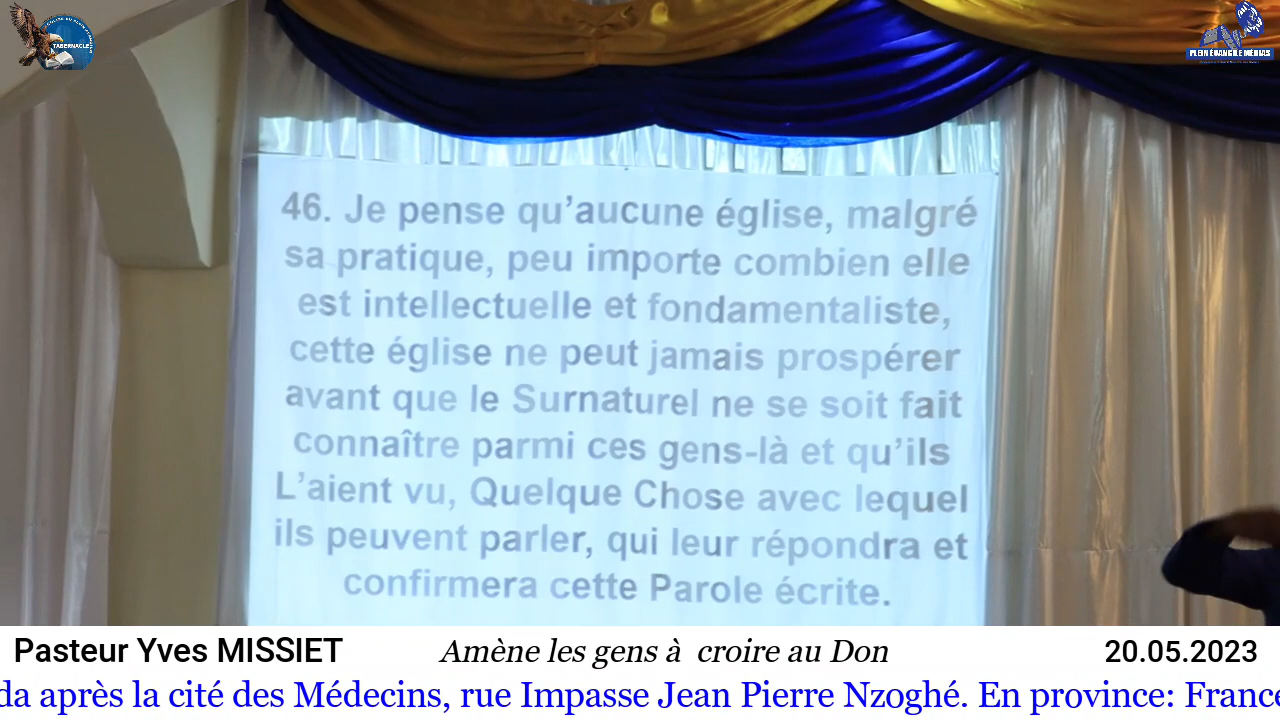 TABERNACLE
PLEIN ÉVANGILE MÉDIAS
46. Je pense qu'aucune église, malgré
sa pratique, peu importe combien elle
est intellectuelle et fondamentaliste,
cette église ne peut jamais prospérer
avant que le Surnaturel ne se soit fait
connaître parmi ces gens-là et qu'ils
L'aient vu, Quelque Chose avec lequel
ils peuvent parler, qui leur répondra et
confirmera cette Parole écrite.
Pasteur Yves MISSIET Amène les gens à croire au Don 20.05.2023
da après la cité des Médecins, rue Impasse Jean Pierre Nzoghé. En province: France